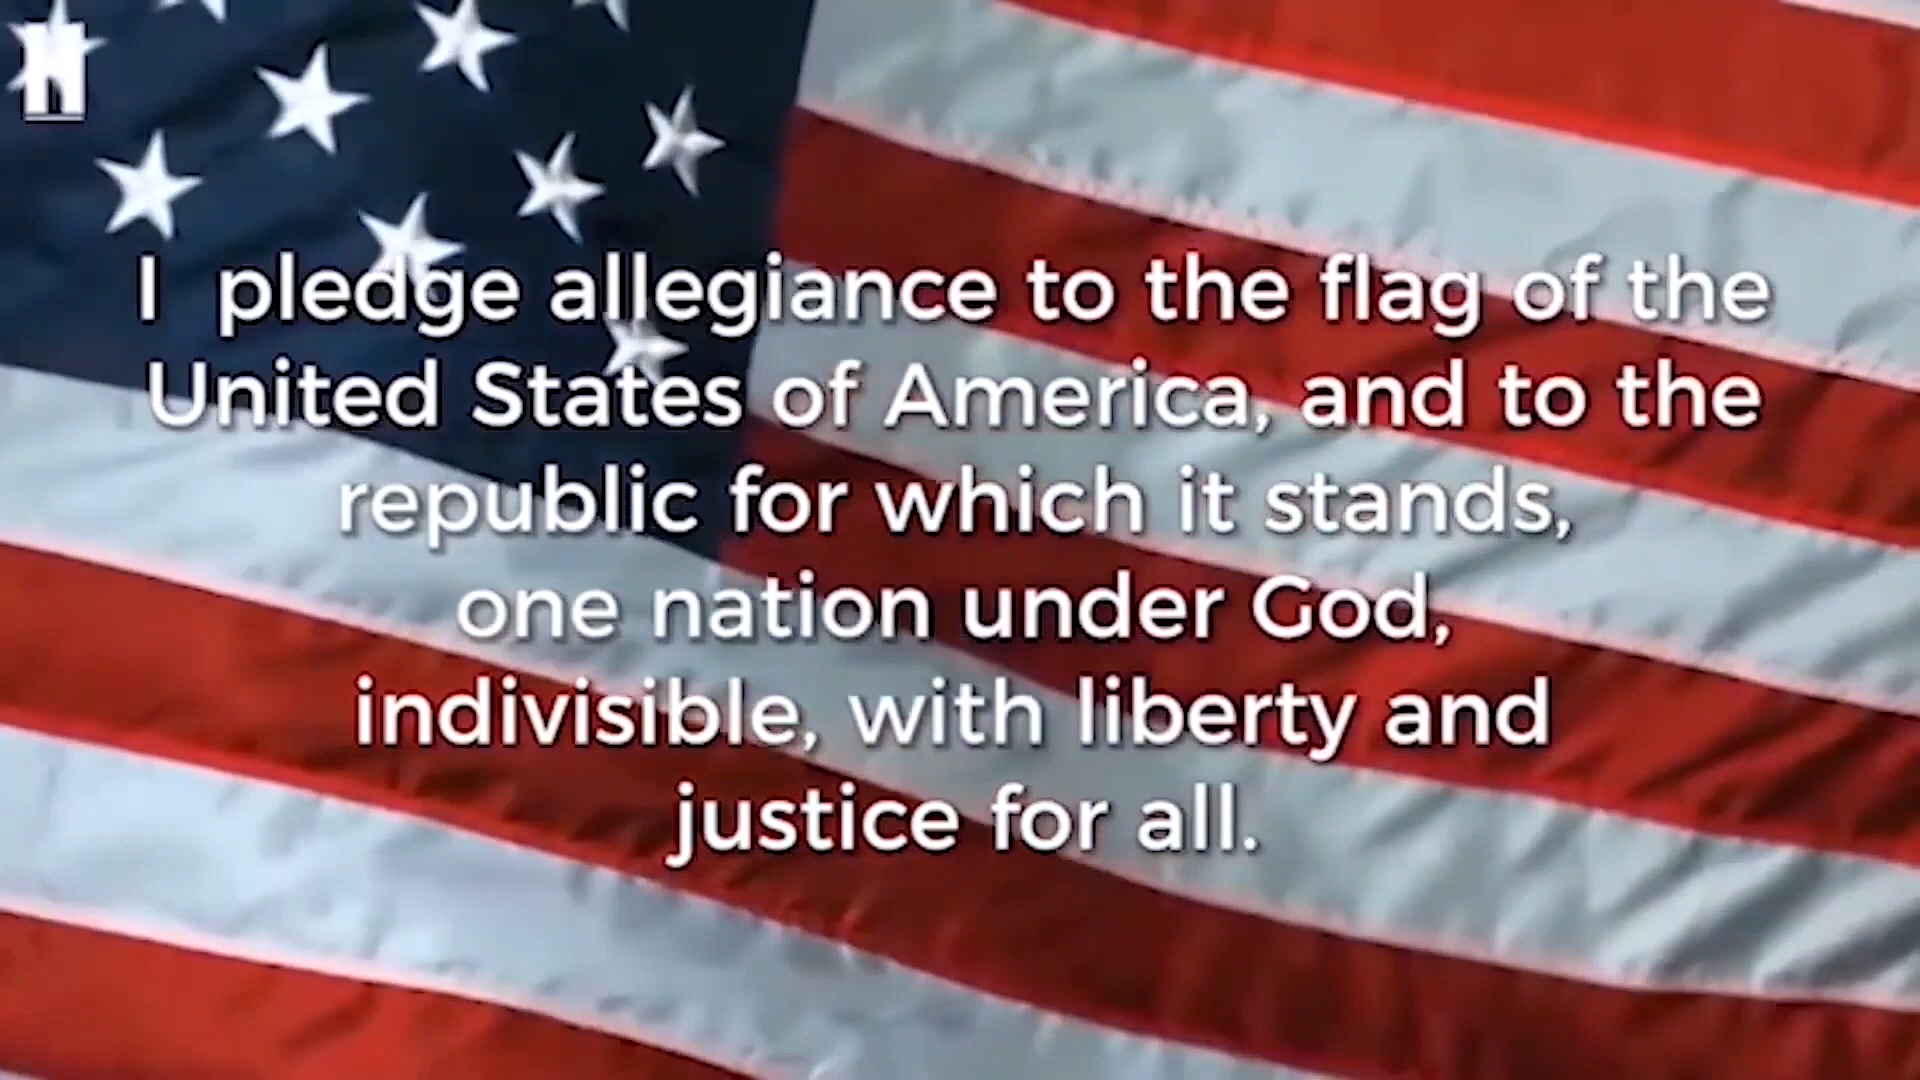 I pledge allegiance to the flag of the
United States of America, and to the
republic for which it stands,
one nation under God,
indivisible, with liberty and
justice for all.